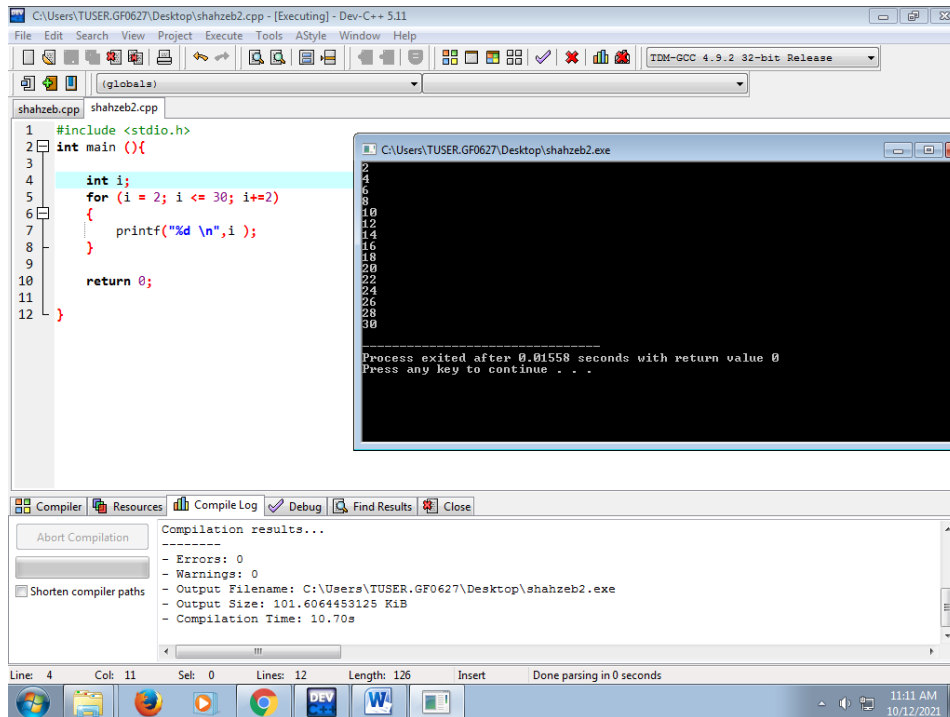 C:\Users\TUSER.GF0627\Desktop\shahzeb2.cpp - [Executing] - Dev-C++ 5.11
File Edit Search View Project Execute Tools AStyle Window Help
TDM-GCC 4.9.2 32-bit Release
(globals)
shahzeb.cpp shahzeb2.cpp
1 #include <stdio.h>
2 int main (){
3
4 int i;
5 for (i = 2; i <= 30; i+=2)
6 {
7 printf("%d \n",i );
8 }
9
10 return 0;
11
12 }
C:\Users\TUSER.GF0627\Desktop\shahzeb2.exe
2
4
6
8
10
12
14
16
18
20
22
24
26
28
30
--------------------------------
Process exited after 0.01558 seconds with return value 0
Press any key to continue . . .
Compiler Resources Compile Log Debug Find Results Close
Abort Compilation
Shorten compiler paths
Compilation results...
--------
- Errors: 0
- Warnings: 0
- Output Filename: C:\Users\TUSER.GF0627\Desktop\shahzeb2.exe
- Output Size: 101.6064453125 KiB
- Compilation Time: 10.70s
Line: 4 Col: 11 Sel: 0 Lines: 12 Length: 126 Insert Done parsing in 0 seconds
DEV C++
W
11:11 AM
10/12/2021